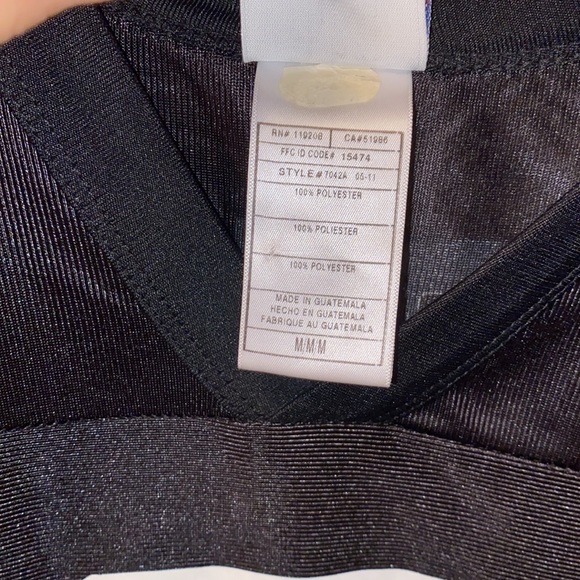 RN# 119208 CA#51986
FFC ID CODE# 15474
STYLE#7042A 05-11
100% POLYESTER
100% POLIESTER
100% POLYESTER
MADE IN GUATEMALA
HECHO EN GUATEMALA
FABRIQUE AU GUATEMALA
M/M/M